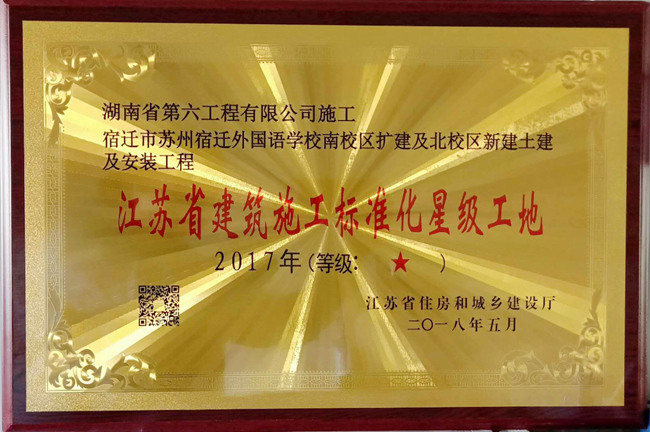 湖南省第六工程有限公司施工
宿迁市苏州宿迁外国语学校南校区扩建及北校区新建土建
及安装工程
江苏省建筑施工标准化星级工地
2017年(等级: ★ )
江苏省住房和城乡建设厅
二〇一八年五月